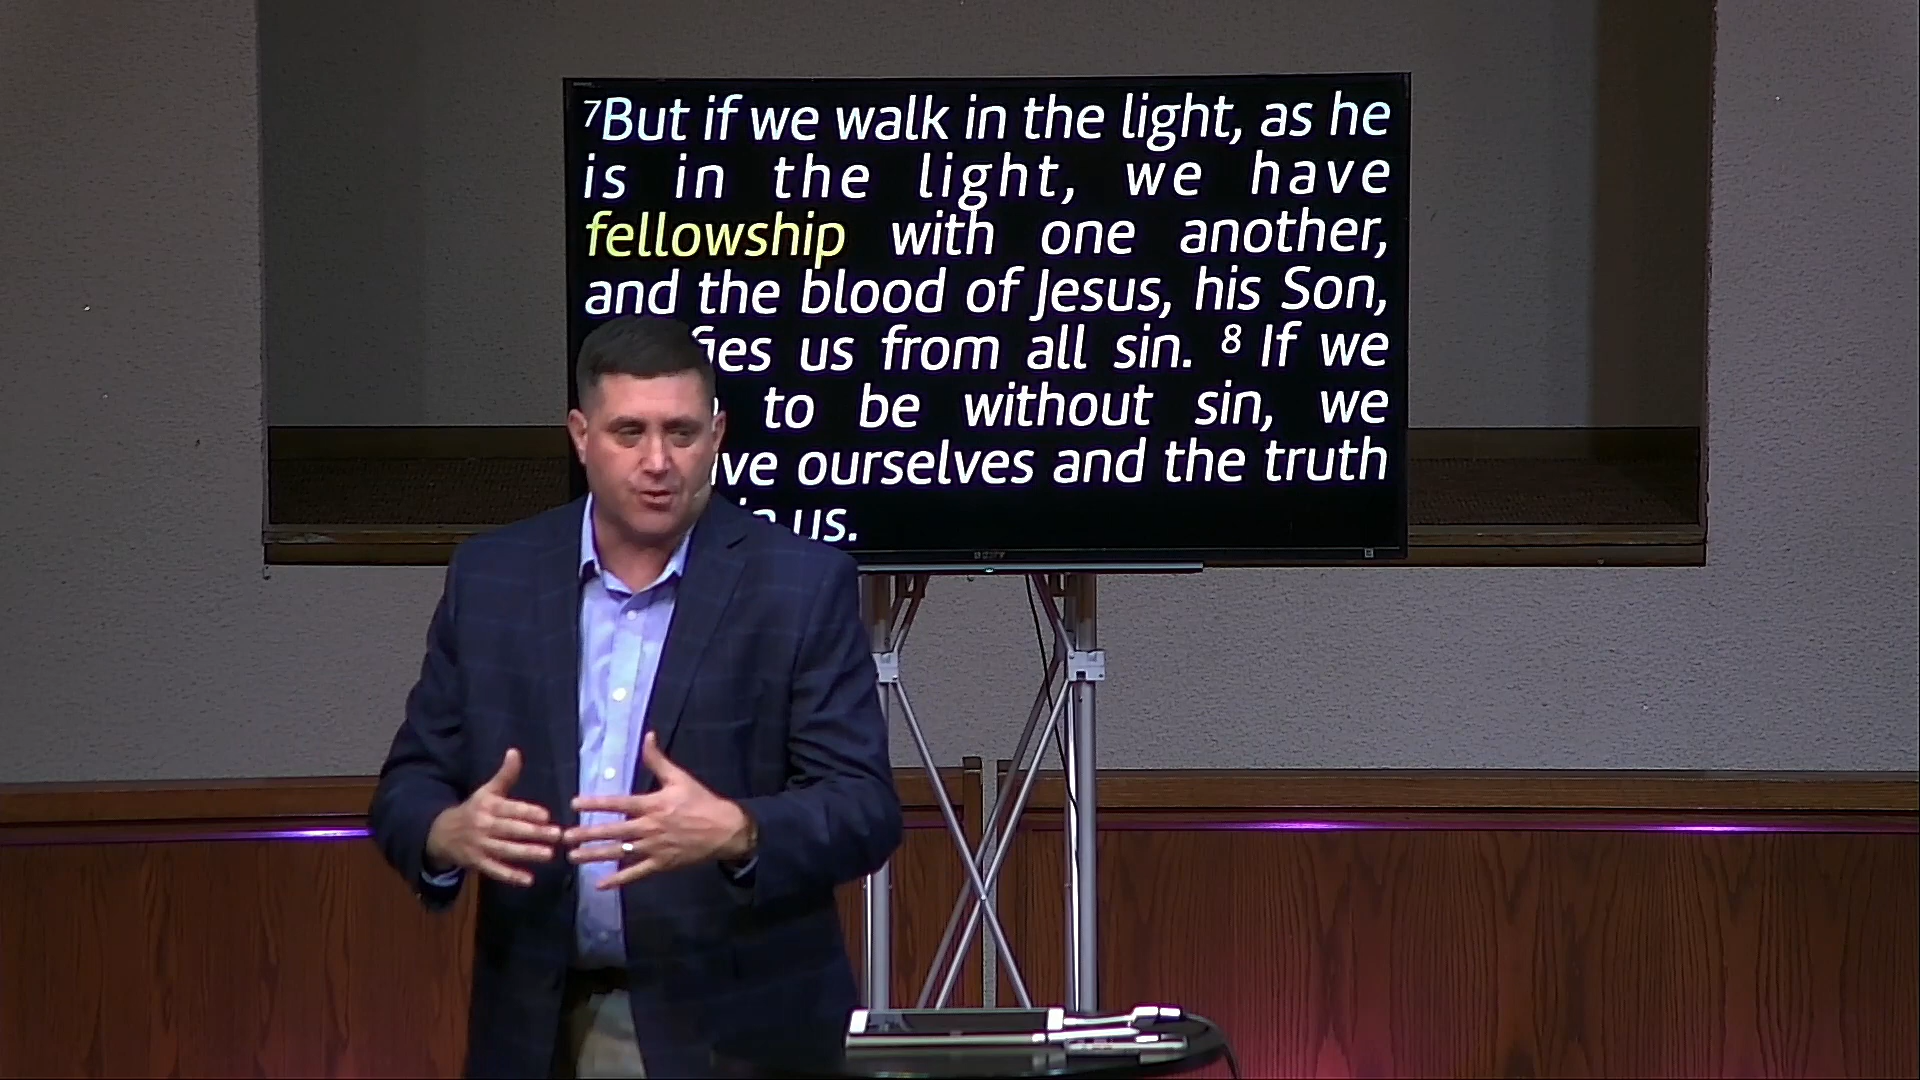 7But if we walk in the light, as he
is in the light, we have
fellowship with one another,
and the blood of Jesus, his Son,
us from all sin. 8 If we
to be without sin, we
ourselves and the truth
us.
SONY